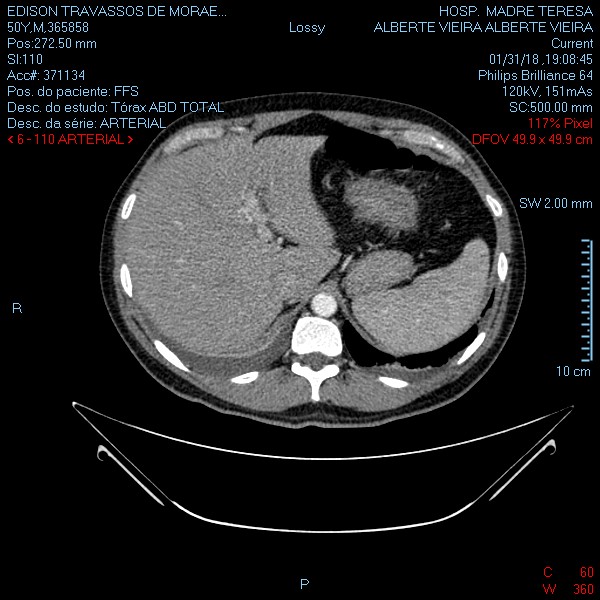 EDISON TRAVASSOS DE MORAE...
50Y,M,365858
Pos:272.50 mm
SI:110
Acc#: 371134
Pos. do paciente: FFS
Desc. do estudo: Tórax ABD TOTAL
Desc. da série: ARTERIAL
< 6 - 110 ARTERIAL >
Lossy
HOSP. MADRE TERESA
ALBERTE VIEIRA ALBERTE VIEIRA
Current
01/31/18 ,19:08:45
Philips Brilliance 64
120kV, 151mAs
SC:500.00 mm
117% Pixel
DFOV 49.9 x 49.9 cm
SW 2.00 mm
R
10 cm
P
C 60
W 360